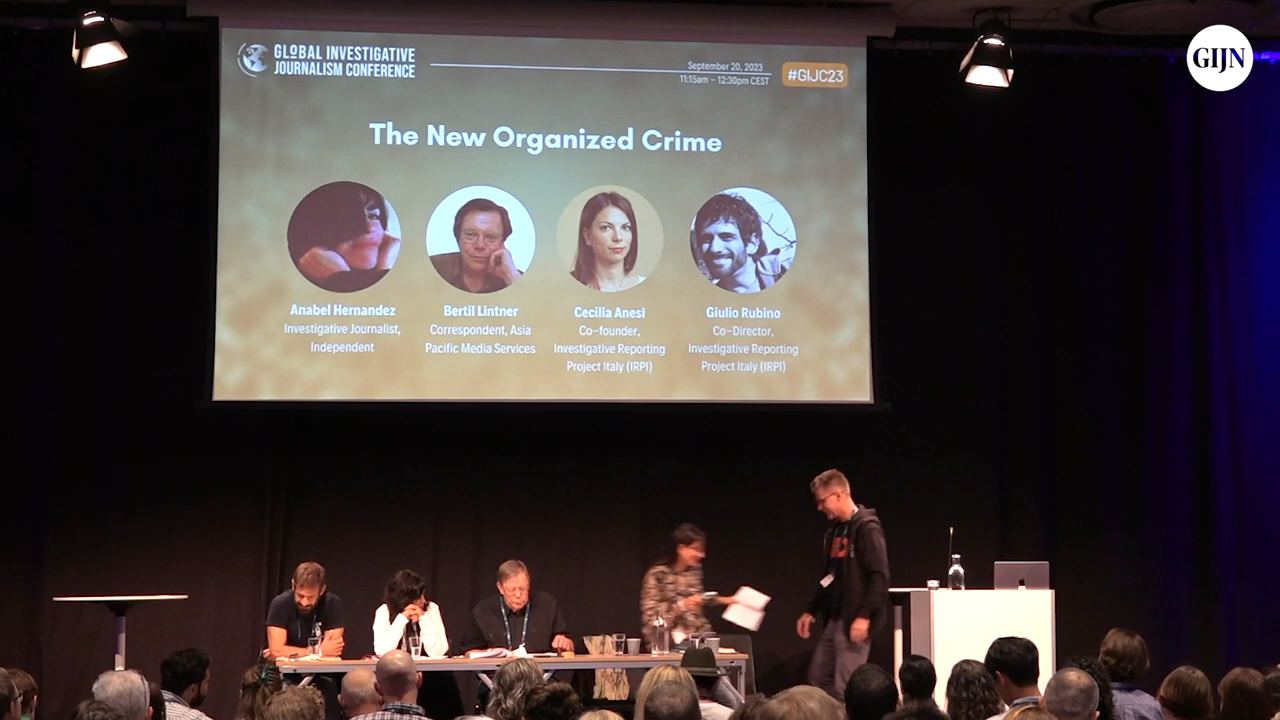 GLOBAL INVESTIGATIVE
JOURNALISM CONFERENCE
September 20, 2023
11:15am – 12:30pm CEST
#GIJC23
GIJN
The New Organized Crime
Anabel Hernandez
Investigative Journalist,
Independent
Bertil Lintner
Correspondent, Asia
Pacific Media Services
Cecilia Anesi
Co-founder,
Investigative Reporting
Project Italy (IRPI)
Giulio Rubino
Co-Director,
Investigative Reporting
Project Italy (IRPI)